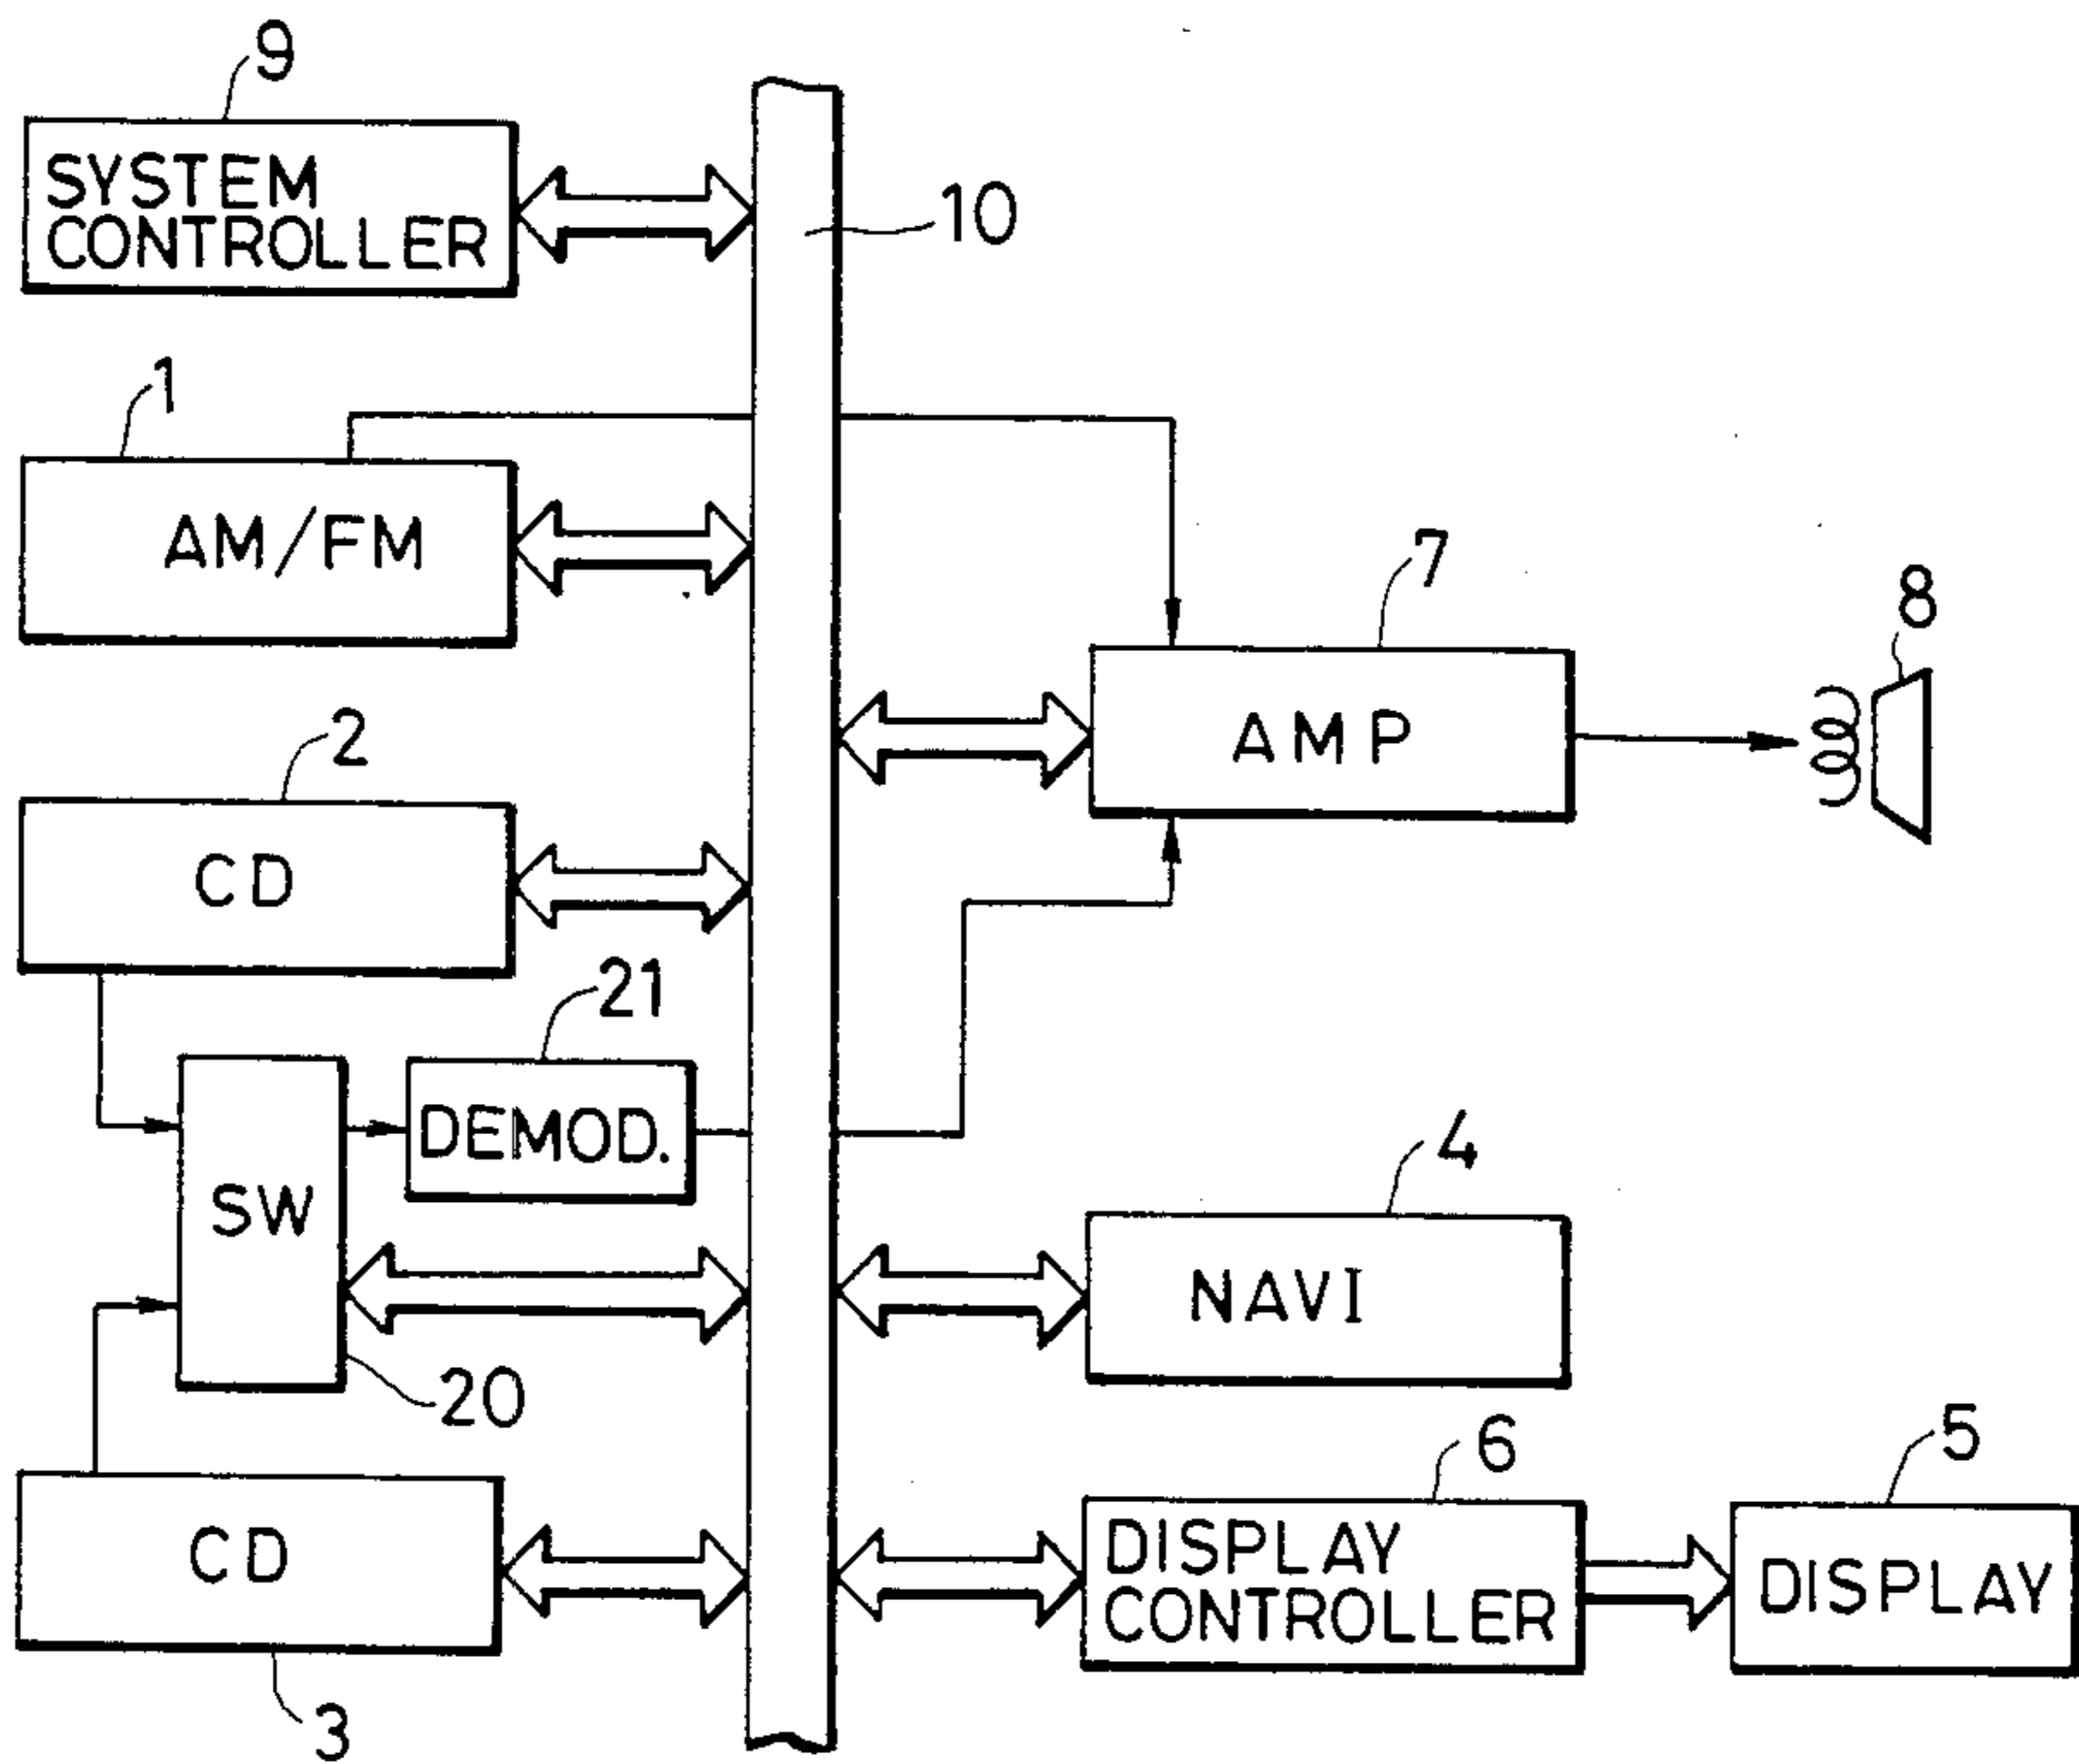 9
SYSTEM
CONTROLLER
10
1
AM/FM
7
8
AMP
2
CD
21
DEMOD.
SW
4
NAVI
20
6
5
CD
DISPLAY
CONTROLLER
DISPLAY
3